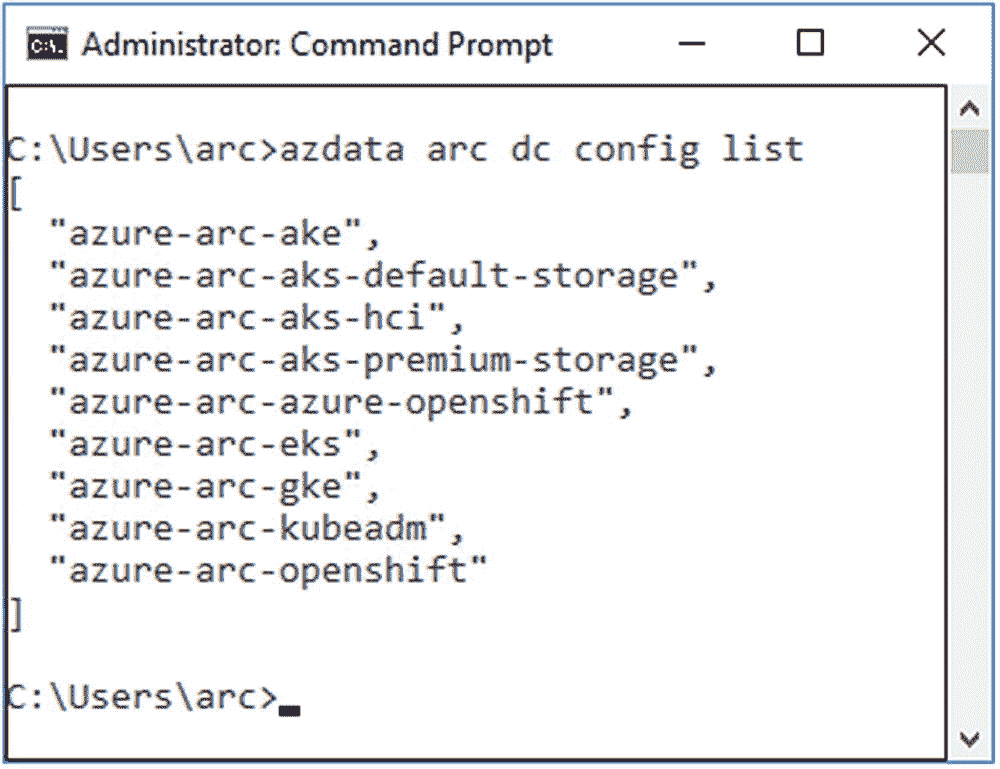 Administrator: Command Prompt
C:\Users\arc>azdata arc dc config list
[
"azure-arc-ake",
"azure-arc-aks-default-storage",
"azure-arc-aks-hci",
"azure-arc-aks-premium-storage",
"azure-arc-azure-openshift",
"azure-arc-eks",
"azure-arc-gke",
"azure-arc-kubeadm",
"azure-arc-openshift"
]
C:\Users\arc>